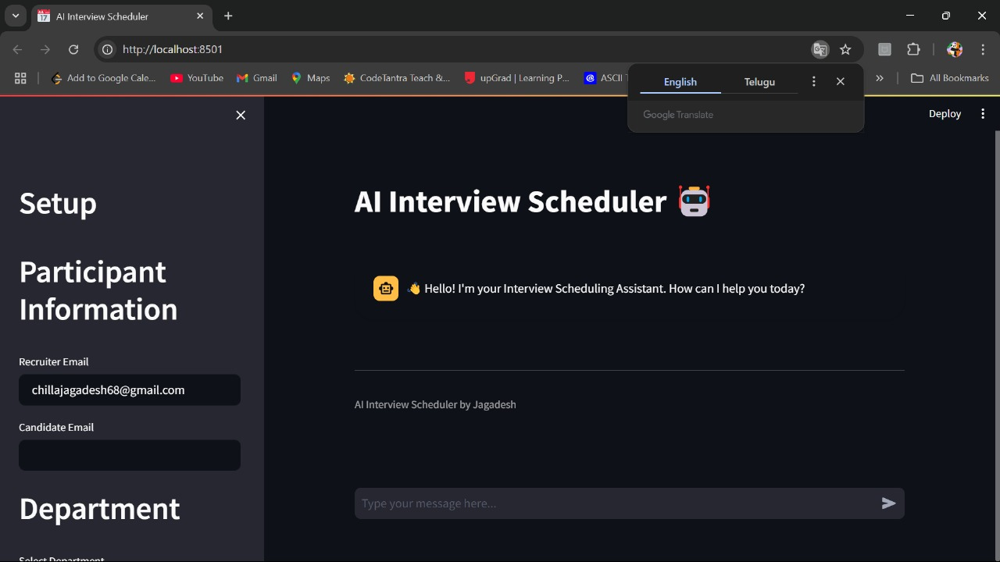 AI Interview Scheduler
http://localhost:8501
Add to Google Cale...
YouTube
Gmail
Maps
CodeTantra Teach &...
upGrad | Learning P...
ASCII
All Bookmarks
English
Telugu
Google Translate
Deploy
Setup
Participant
Information
Recruiter Email
chillajagadesh68@gmail.com
Candidate Email
Department
Select Department
AI Interview Scheduler
👋 Hello! I'm your Interview Scheduling Assistant. How can I help you today?
AI Interview Scheduler by Jagadesh
Type your message here...